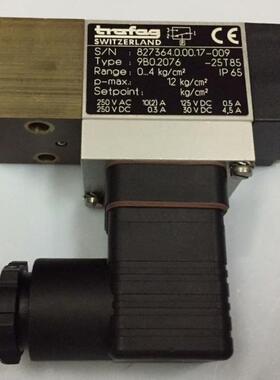 trafag
SWITZERLAND CE
S/N : 827364.0.00.17-009
Type : 9B0.2076 -25T85
Range: 0...4 kg/cm² IP 65
p-max.: 12 kg/cm²
Setpoint: kg/cm²
250 V AC 10(2) A 125 V DC 0.5 A
250 V DC 0.3 A 30 V DC 4,5 A